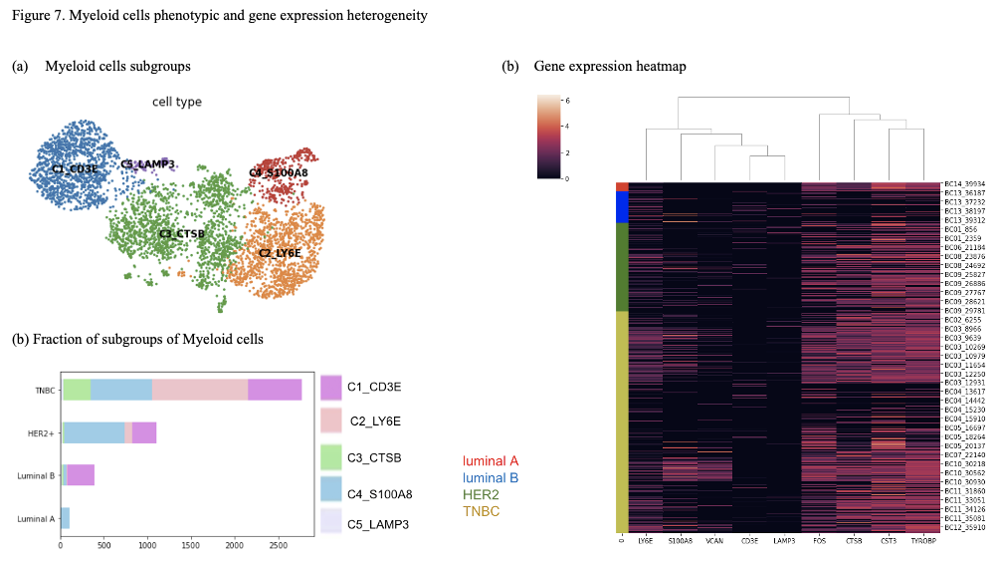 Figure 7. Myeloid cells phenotypic and gene expression heterogeneity
(a) Myeloid cells subgroups
cell type
C1_CD3E
C5_LAMP3
C4_S100A8
C3_CTSB
C2_LY6E
(b) Fraction of subgroups of Myeloid cells
TNBC
HER2+
Luminal B
Luminal A
0 500 1000 1500 2000 2500
C1_CD3E
C2_LY6E
C3_CTSB
C4_S100A8
C5_LAMP3
luminal A
luminal B
HER2
TNBC
(b) Gene expression heatmap
6
4
2
0
BC14_39934
BC13_36187
BC13_37232
BC13_38197
BC13_39312
BC01_856
BC01_2359
BC06_21184
BC08_23876
BC08_24692
BC09_25827
BC09_26886
BC09_27767
BC09_28621
BC09_29781
BC02_6255
BC03_8966
BC03_9639
BC03_10269
BC03_10979
BC03_11654
BC03_12250
BC03_12931
BC04_13617
BC04_14442
BC04_15230
BC04_15910
BC05_16697
BC05_18264
BC05_20137
BC07_22140
BC10_30218
BC10_30562
BC10_30930
BC11_31860
BC11_33051
BC11_34126
BC11_35081
BC12_35910
0 LY6E S100A8 VCAN CD3E LAMP3 FOS CTSB CST3 TYROBP